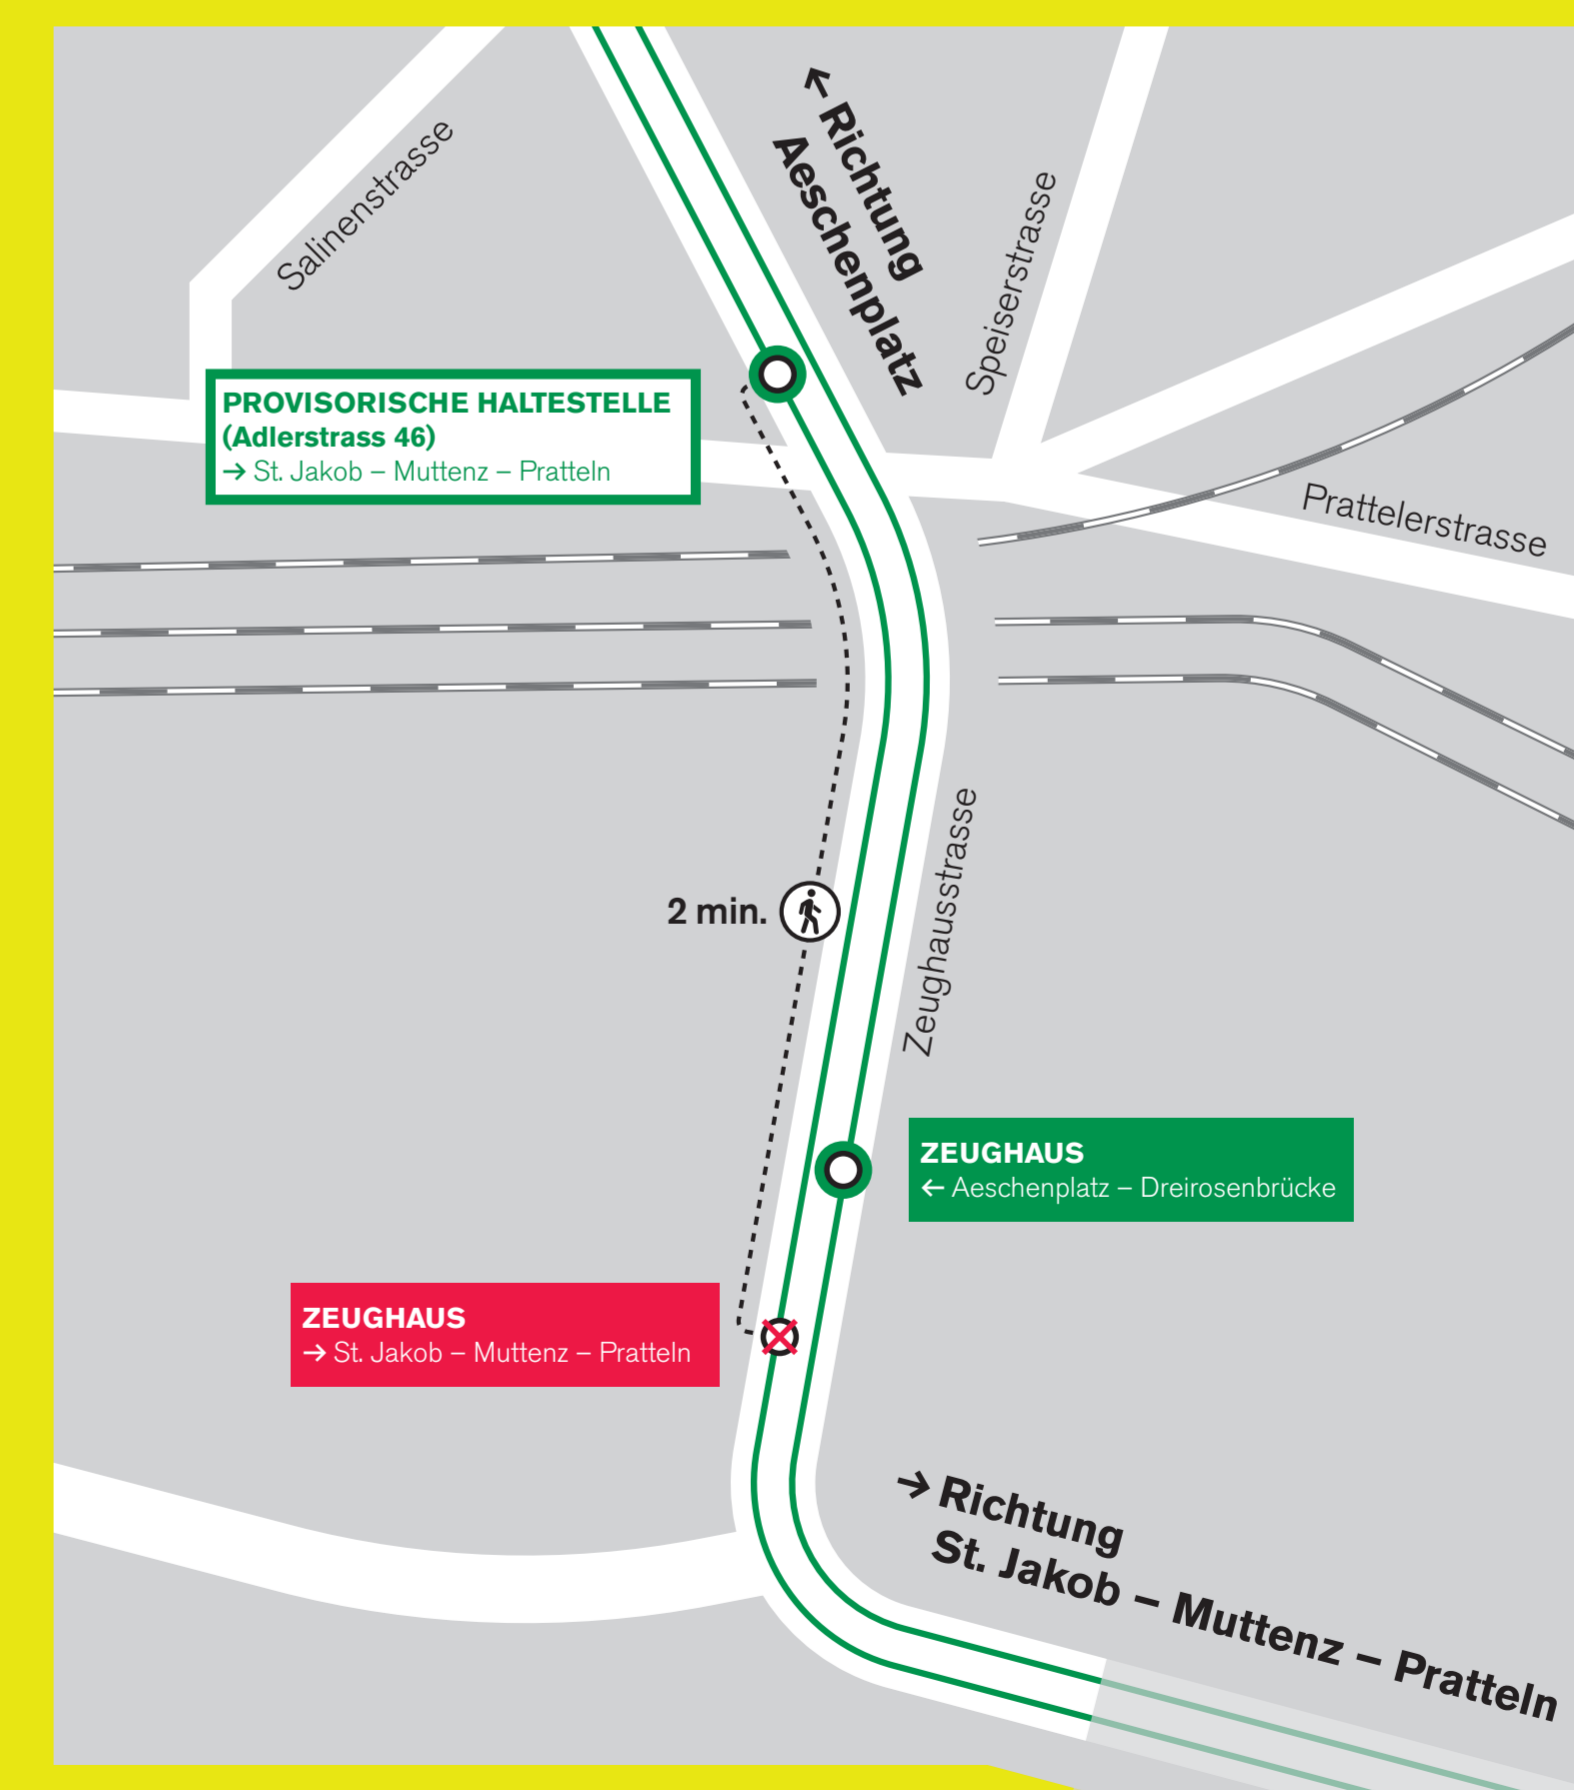 ← Richtung
Aeschenplatz
Salinenstrasse
Speiserstrasse
PROVISORISCHE HALTESTELLE
(Adlerstrass 46)
→ St. Jakob – Muttenz – Pratteln
Prattelerstrasse
2 min.
Zeughausstrasse
ZEUGHAUS
← Aeschenplatz – Dreirosenbrücke
ZEUGHAUS
→ St. Jakob – Muttenz – Pratteln
→ Richtung
St. Jakob – Muttenz – Pratteln